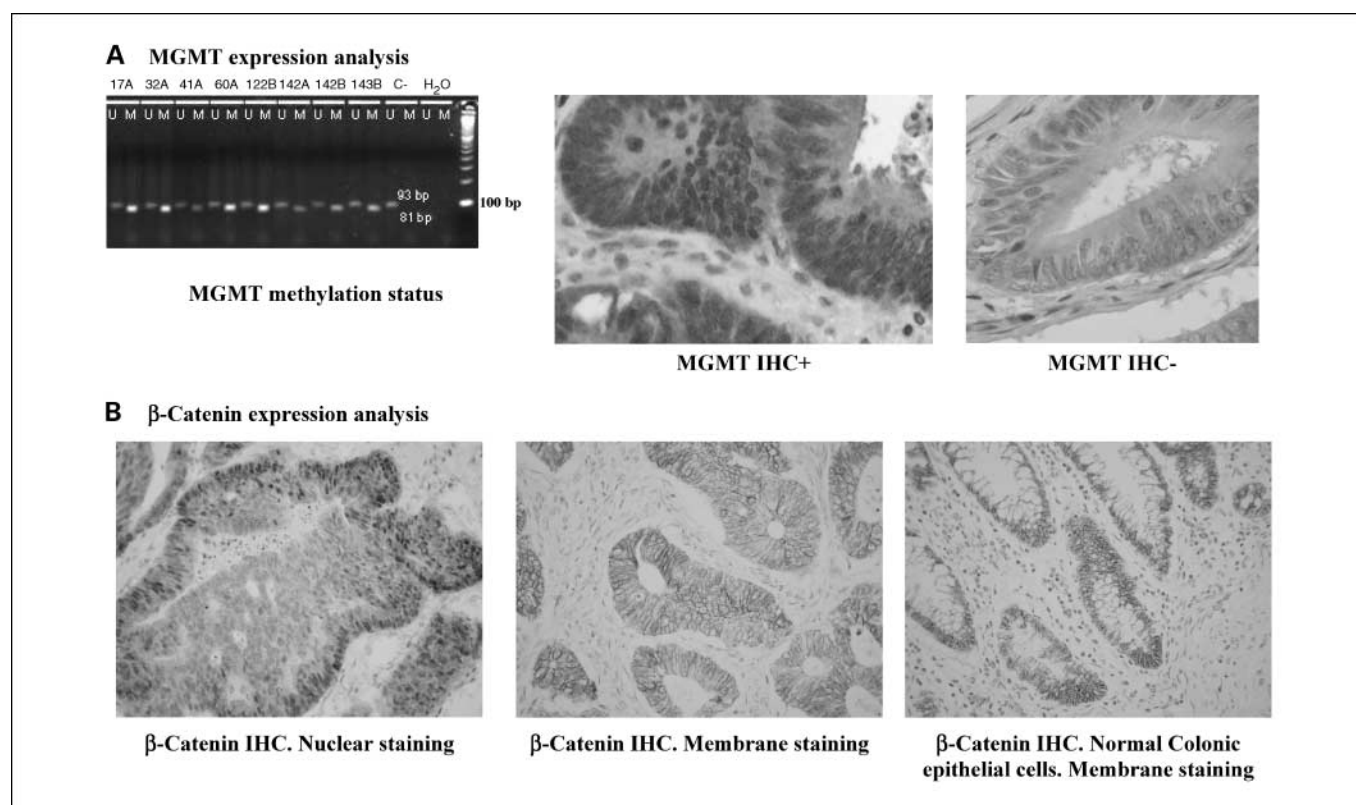 A MGMT expression analysis
17A 32A 41A 60A 122B 142A 142B 143B C- H₂O
U M U M U M U M U M U M U M U M U M U M
93 bp
81 bp
100 bp
MGMT methylation status
MGMT IHC+
MGMT IHC-
B β-Catenin expression analysis
β-Catenin IHC. Nuclear staining
β-Catenin IHC. Membrane staining
β-Catenin IHC. Normal Colonic
epithelial cells. Membrane staining